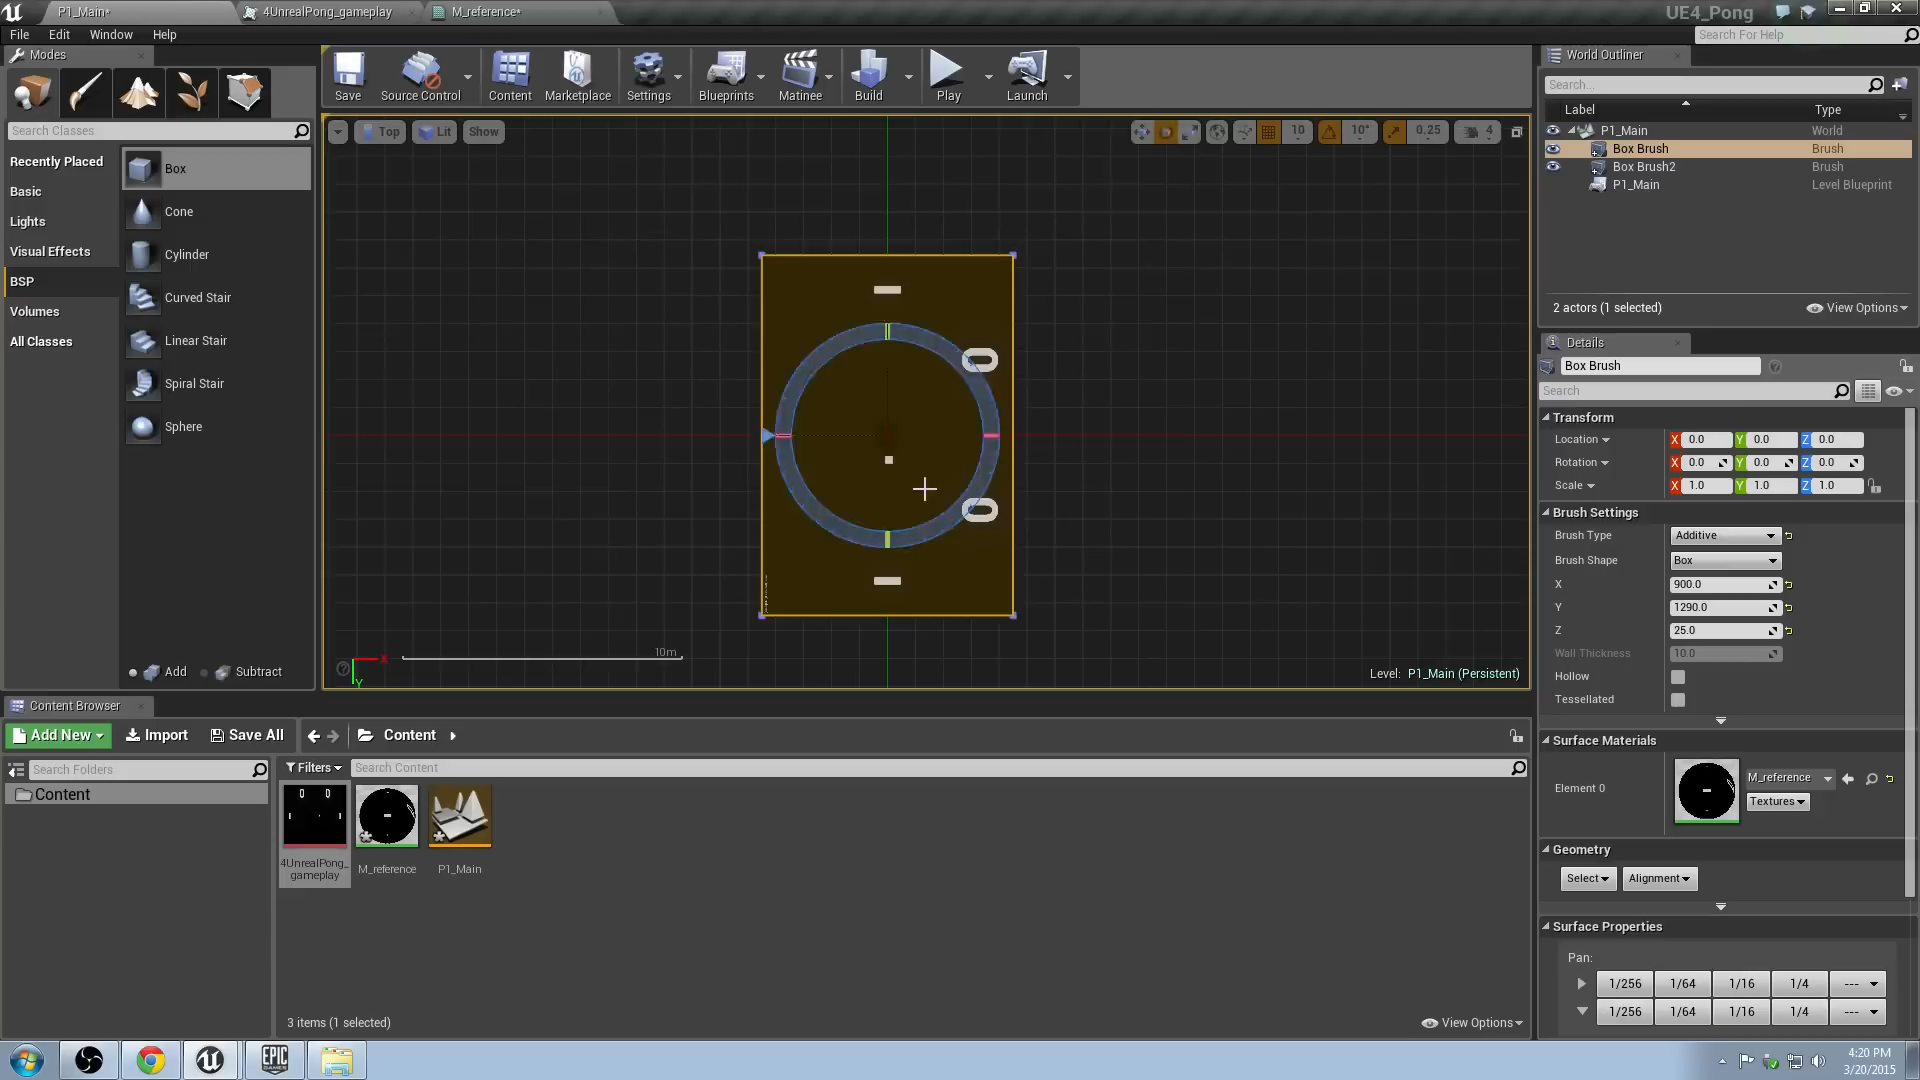 P1_Main*
4UnrealPong_gameplay
M_reference*
UE4_Pong
File Edit Window Help
Search For Help
Modes
Save
Source Control
Content
Marketplace
Settings
Blueprints
Matinee
Build
Play
Launch
Search Classes
Recently Placed
Basic
Lights
Visual Effects
BSP
Volumes
All Classes
Box
Cone
Cylinder
Curved Stair
Linear Stair
Spiral Stair
Sphere
Add
Subtract
Top
Lit
Show
10
10°
0.25
4
0
0
X
Y
10m
Level: P1_Main (Persistent)
World Outliner
Search...
Label Type
P1_Main World
Box Brush Brush
Box Brush2 Brush
P1_Main Level Blueprint
2 actors (1 selected)
View Options
Details
Box Brush
Search
Transform
Location X 0.0 Y 0.0 Z 0.0
Rotation X 0.0 Y 0.0 Z 0.0
Scale X 1.0 Y 1.0 Z 1.0
Brush Settings
Brush Type Additive
Brush Shape Box
X 900.0
Y 1290.0
Z 25.0
Wall Thickness 10.0
Hollow
Tessellated
Surface Materials
Element 0
M_reference
Textures
Geometry
Select
Alignment
Surface Properties
Pan:
1/256 1/64 1/16 1/4 ---
1/256 1/64 1/16 1/4 ---
Content Browser
Add New
Import
Save All
Content
Search Folders
Content
Filters
Search Content
4UnrealPong_
gameplay
M_reference
P1_Main
3 items (1 selected)
View Options
EPIC
GAMES
4:20 PM
3/20/2015